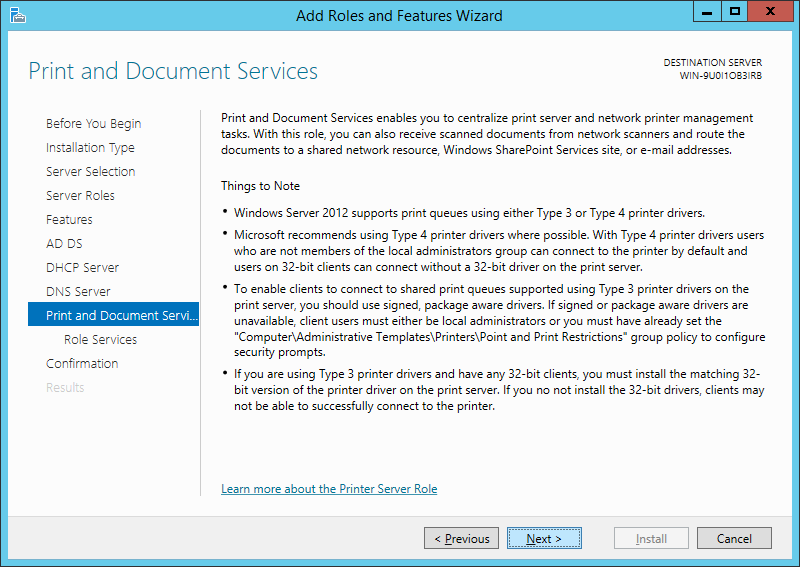 Add Roles and Features Wizard
Print and Document Services
DESTINATION SERVER
WIN-9U0I1OB3IRB
Before You Begin
Installation Type
Server Selection
Server Roles
Features
AD DS
DHCP Server
DNS Server
Print and Document Servi...
Role Services
Confirmation
Results
Print and Document Services enables you to centralize print server and network printer management
tasks. With this role, you can also receive scanned documents from network scanners and route the
documents to a shared network resource, Windows SharePoint Services site, or e-mail addresses.
Things to Note
• Windows Server 2012 supports print queues using either Type 3 or Type 4 printer drivers.
• Microsoft recommends using Type 4 printer drivers where possible. With Type 4 printer drivers users
who are not members of the local administrators group can connect to the printer by default and
users on 32-bit clients can connect without a 32-bit driver on the print server.
• To enable clients to connect to shared print queues supported using Type 3 printer drivers on the
print server, you should use signed, package aware drivers. If signed or package aware drivers are
unavailable, client users must either be local administrators or you must have already set the
"Computer\Administrative Templates\Printers\Point and Print Restrictions" group policy to configure
security prompts.
• If you are using Type 3 printer drivers and have any 32-bit clients, you must install the matching 32-
bit version of the printer driver on the print server. If you no not install the 32-bit drivers, clients may
not be able to successfully connect to the printer.
Learn more about the Printer Server Role
< Previous
Next >
Install
Cancel